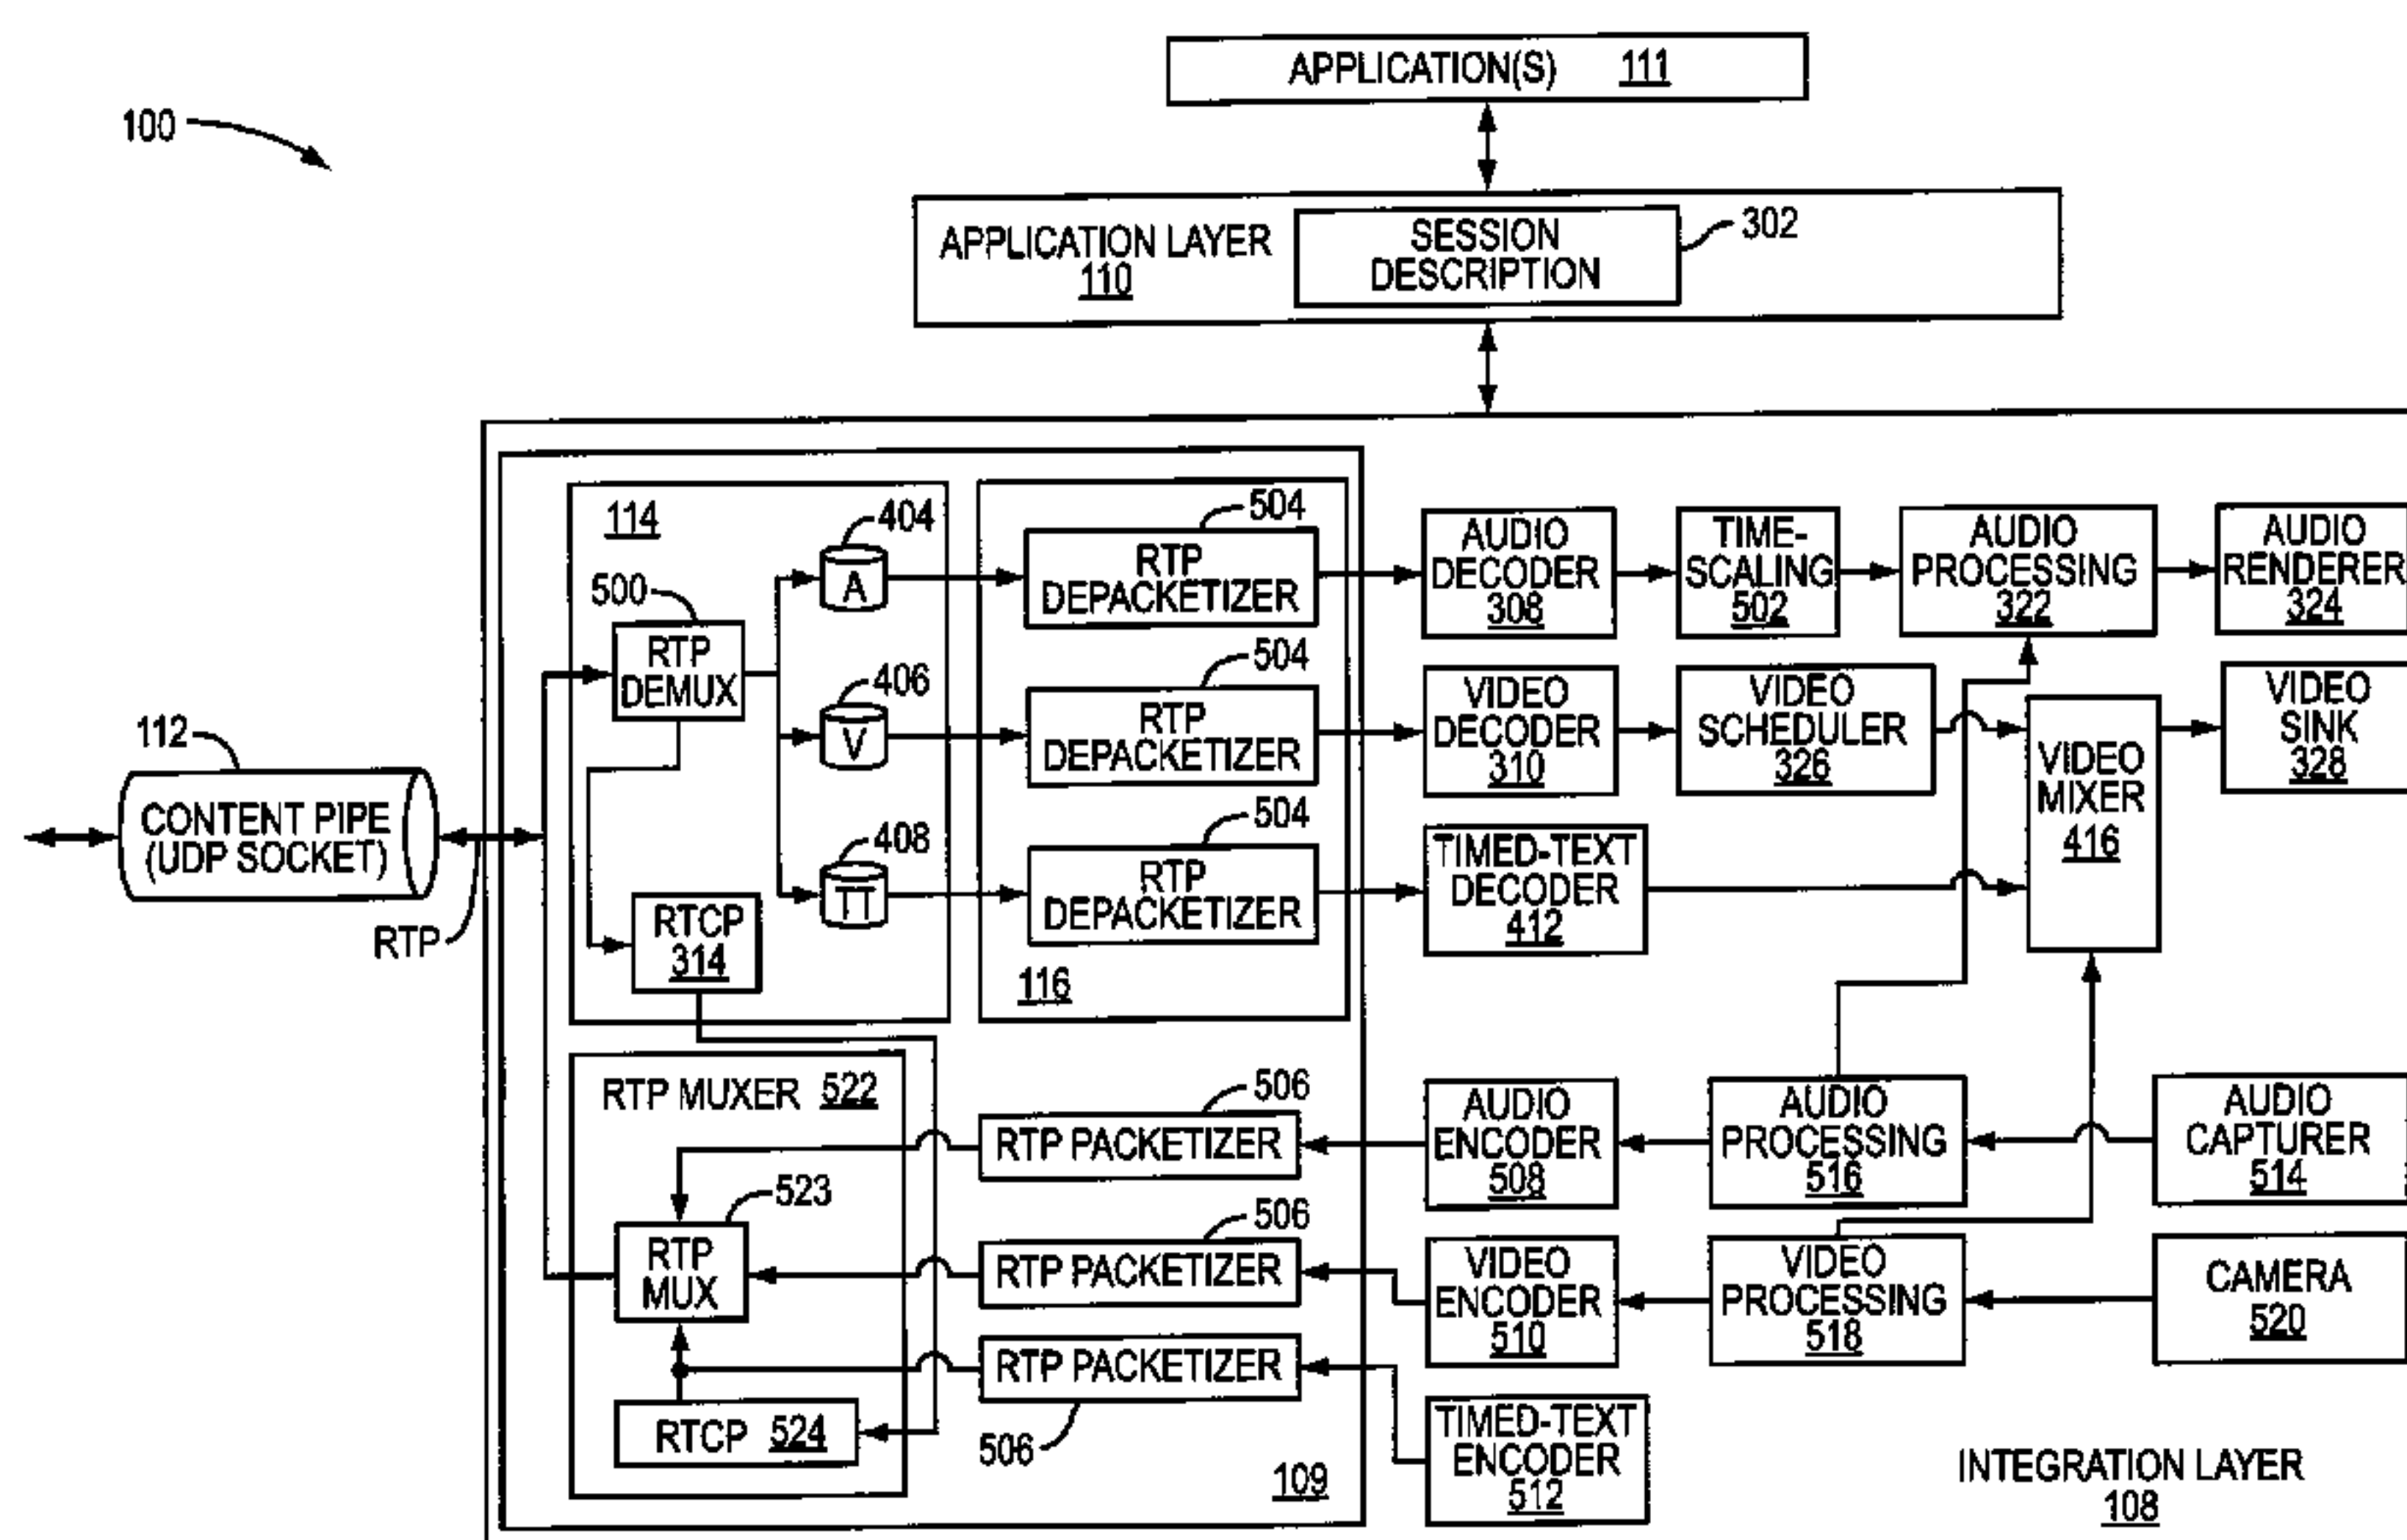 100
APPLICATION(S) 111
APPLICATION LAYER
110
SESSION
DESCRIPTION
302
114
404
A
500
RTP
DEMUX
406
V
408
TT
RTCP
314
504
RTP
DEPACKETIZER
504
RTP
DEPACKETIZER
504
RTP
DEPACKETIZER
116
AUDIO
DECODER
308
TIME-
SCALING
502
AUDIO
PROCESSING
322
AUDIO
RENDERER
324
VIDEO
DECODER
310
VIDEO
SCHEDULER
326
VIDEO
MIXER
416
VIDEO
SINK
328
TIMED-TEXT
DECODER
412
112
CONTENT PIPE
(UDP SOCKET)
RTP
RTP MUXER 522
523
RTP
MUX
RTCP 524
506
RTP PACKETIZER
506
RTP PACKETIZER
RTP PACKETIZER
506
109
AUDIO
ENCODER
508
AUDIO
PROCESSING
516
AUDIO
CAPTURER
514
VIDEO
ENCODER
510
VIDEO
PROCESSING
518
CAMERA
520
TIMED-TEXT
ENCODER
512
INTEGRATION LAYER
108